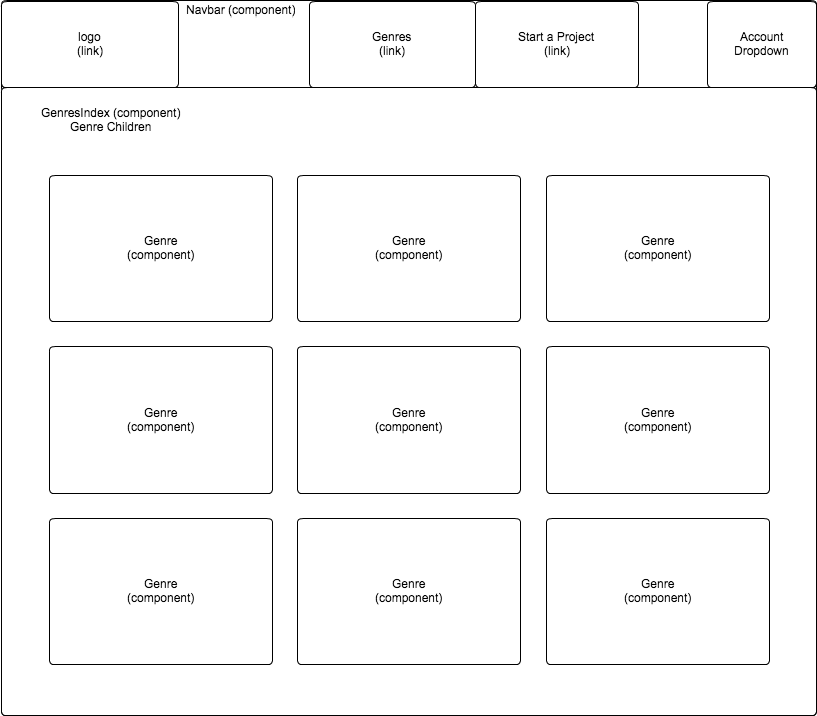 Navbar (component)
logo
(link)
Genres
(link)
Start a Project
(link)
Account
Dropdown
GenresIndex (component)
Genre Children
Genre
(component)
Genre
(component)
Genre
(component)
Genre
(component)
Genre
(component)
Genre
(component)
Genre
(component)
Genre
(component)
Genre
(component)